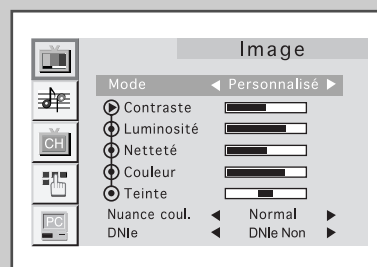 Image
Mode Personnalisé
Contraste
Luminosité
Netteté
CH
Couleur
Teinte
Nuance coul. Normal
PC
DNIe DNIe Non